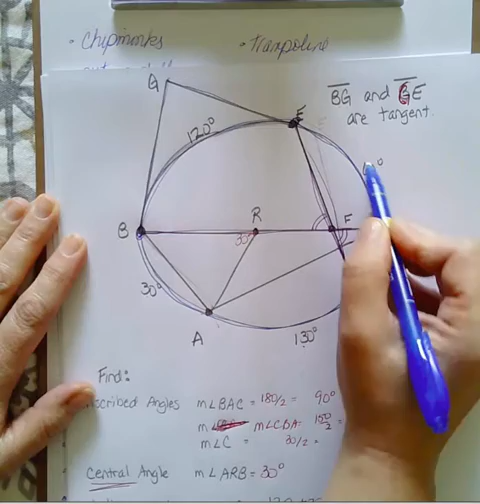 • Chipmunks
• Trampoline
G
E
BG and GE
are tangent.
120°
B
R
30°
F
30°
A
130°
Find:
scribed Angles m∠BAC = 180/2 = 90°
m∠CBA = 150/2 =
m∠C = 30/2 =
Central Angle m∠ARB = 30°